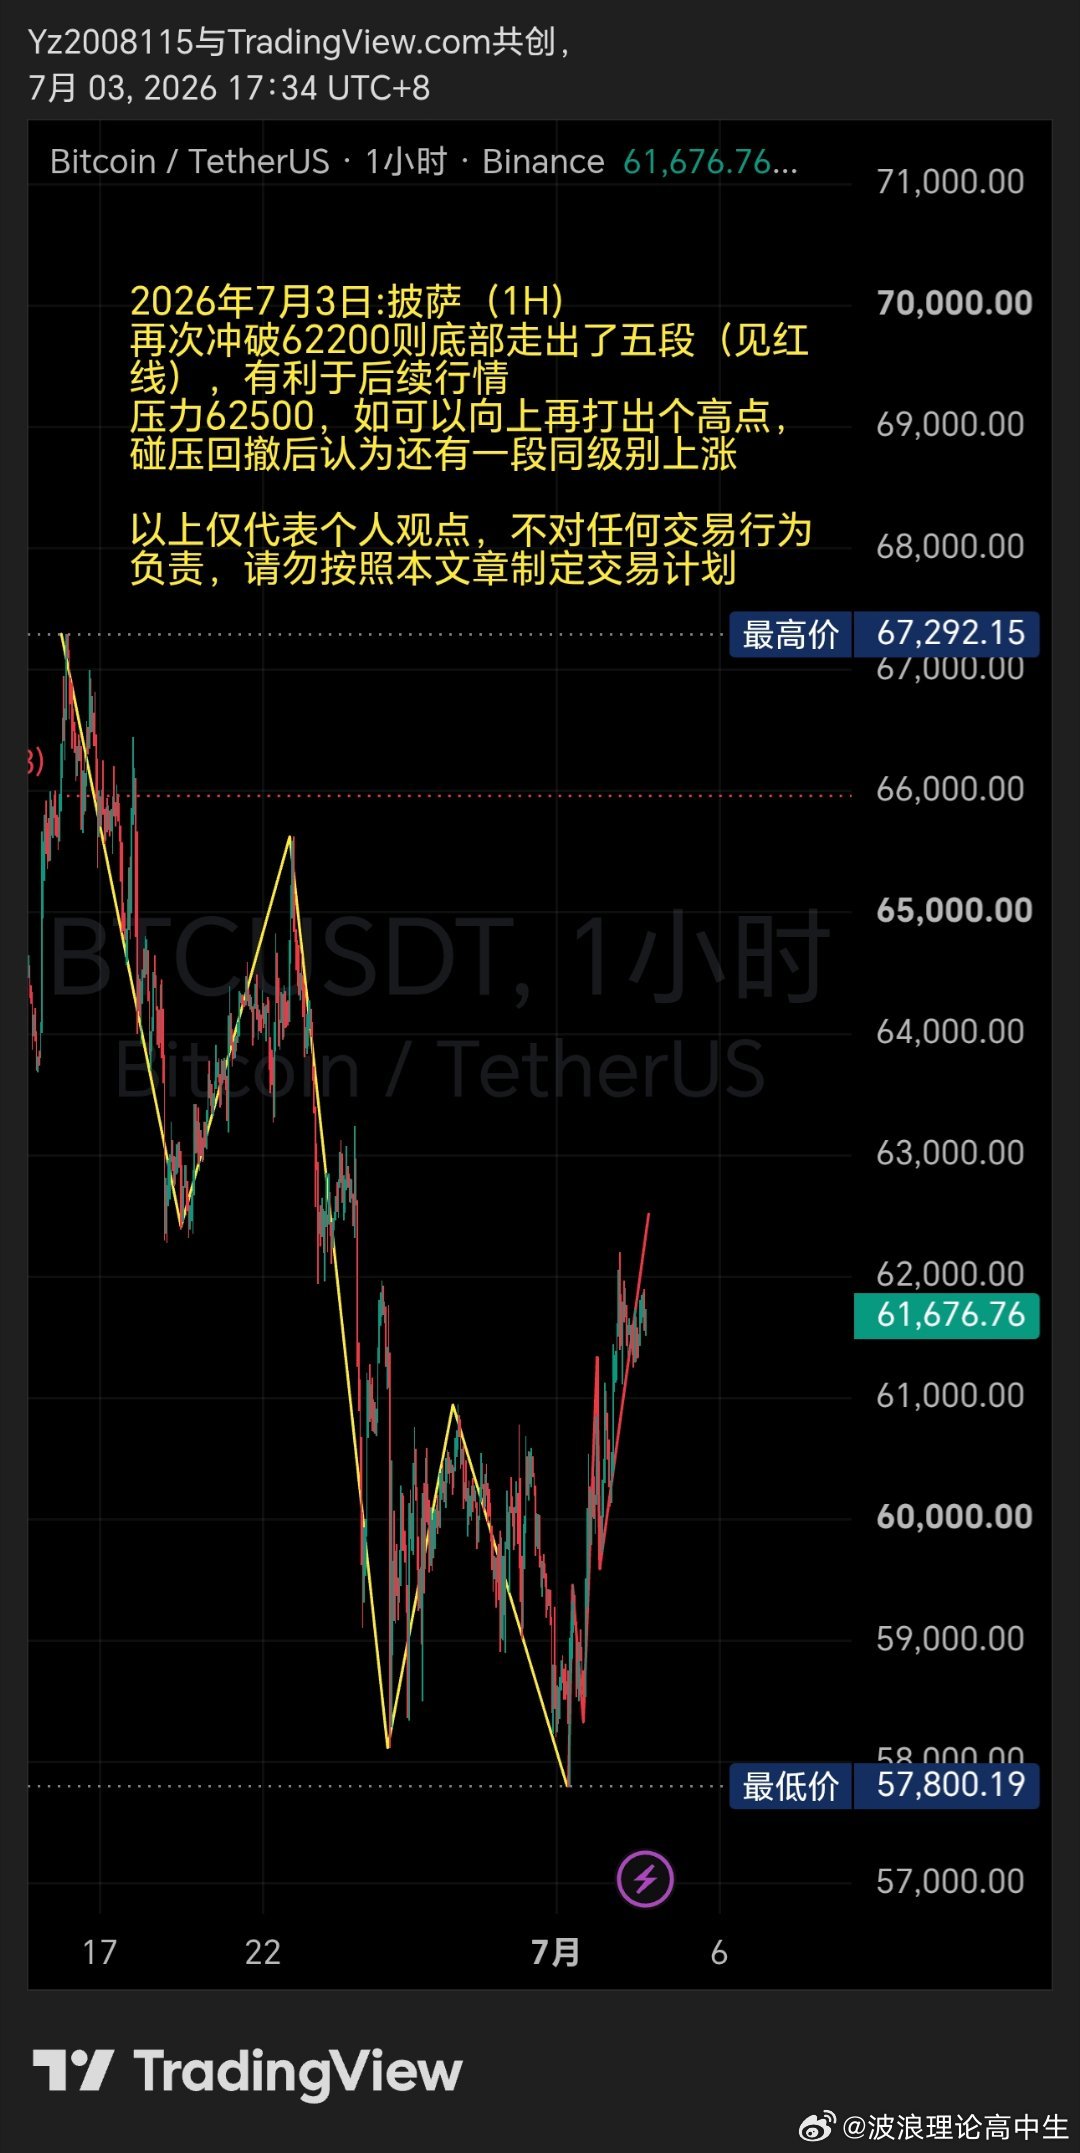 Yz2008115与TradingView.com共创，
7月 03, 2026 17:34 UTC+8
Bitcoin / TetherUS · 1小时 · Binance 61,676.76...
71,000.00
2026年7月3日:披萨（1H）
70,000.00
再次冲破62200则底部走出了五段（见红
线），有利于后续行情
压力62500，如可以向上再打出个高点，
69,000.00
碰压回撤后认为还有一段同级别上涨
以上仅代表个人观点，不对任何交易行为
68,000.00
负责，请勿按照本文章制定交易计划
最高价 67,292.15
67,000.00
3)
66,000.00
65,000.00
BTCUSDT, 1小时
64,000.00
Bitcoin / TetherUS
63,000.00
62,000.00
61,676.76
61,000.00
60,000.00
59,000.00
58,000.00
最低价 57,800.19
57,000.00
17 22 7月 6
TradingView
@波浪理论高中生